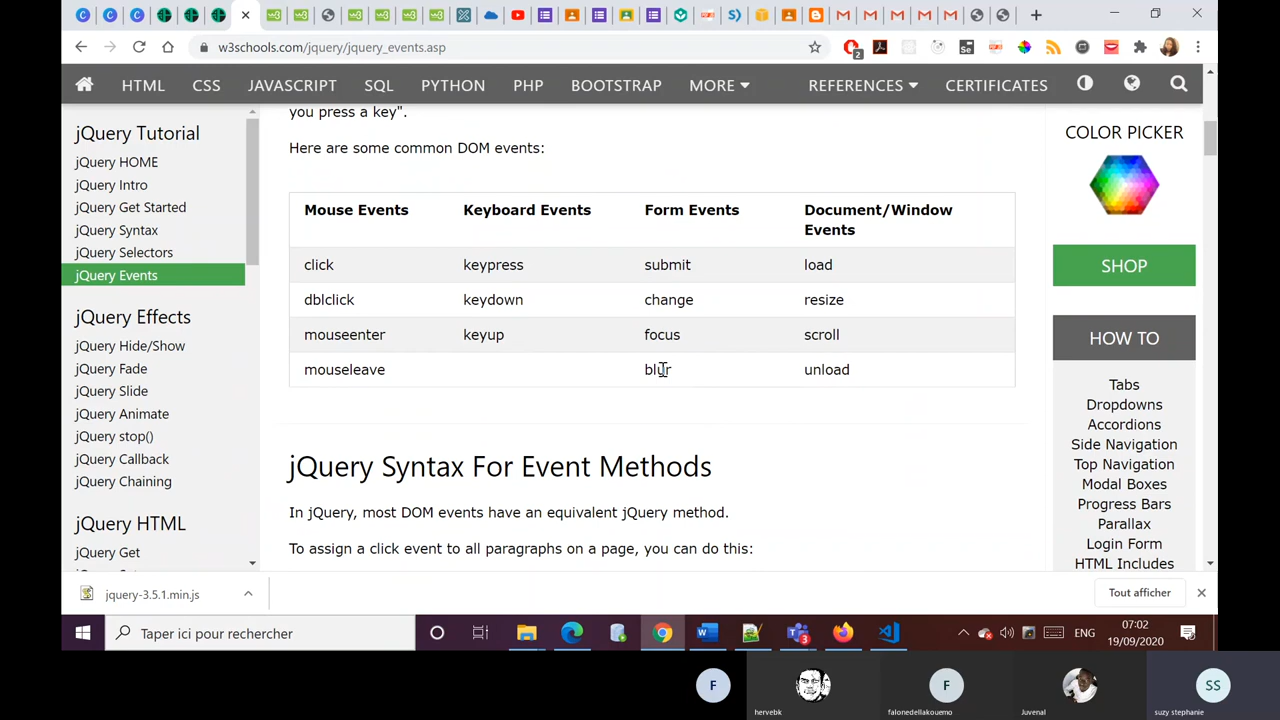 w3schools.com/jquery/jquery_events.asp
2
HTML CSS JAVASCRIPT SQL PYTHON PHP BOOTSTRAP MORE REFERENCES CERTIFICATES
jQuery Tutorial
jQuery HOME
jQuery Intro
jQuery Get Started
jQuery Syntax
jQuery Selectors
jQuery Events
jQuery Effects
jQuery Hide/Show
jQuery Fade
jQuery Slide
jQuery Animate
jQuery stop()
jQuery Callback
jQuery Chaining
jQuery HTML
jQuery Get
you press a key".
Here are some common DOM events:
Mouse Events Keyboard Events Form Events Document/Window
Events
click keypress submit load
dblclick keydown change resize
mouseenter keyup focus scroll
mouseleave blur unload
jQuery Syntax For Event Methods
In jQuery, most DOM events have an equivalent jQuery method.
To assign a click event to all paragraphs on a page, you can do this:
COLOR PICKER
SHOP
HOW TO
Tabs
Dropdowns
Accordions
Side Navigation
Top Navigation
Modal Boxes
Progress Bars
Parallax
Login Form
HTML Includes
jquery-3.5.1.min.js
Tout afficher
Taper ici pour rechercher
3
ENG
07:02
19/09/2020
F
hervebk
F
falonedellakouemo
Juvenal
SS
suzy stephanie